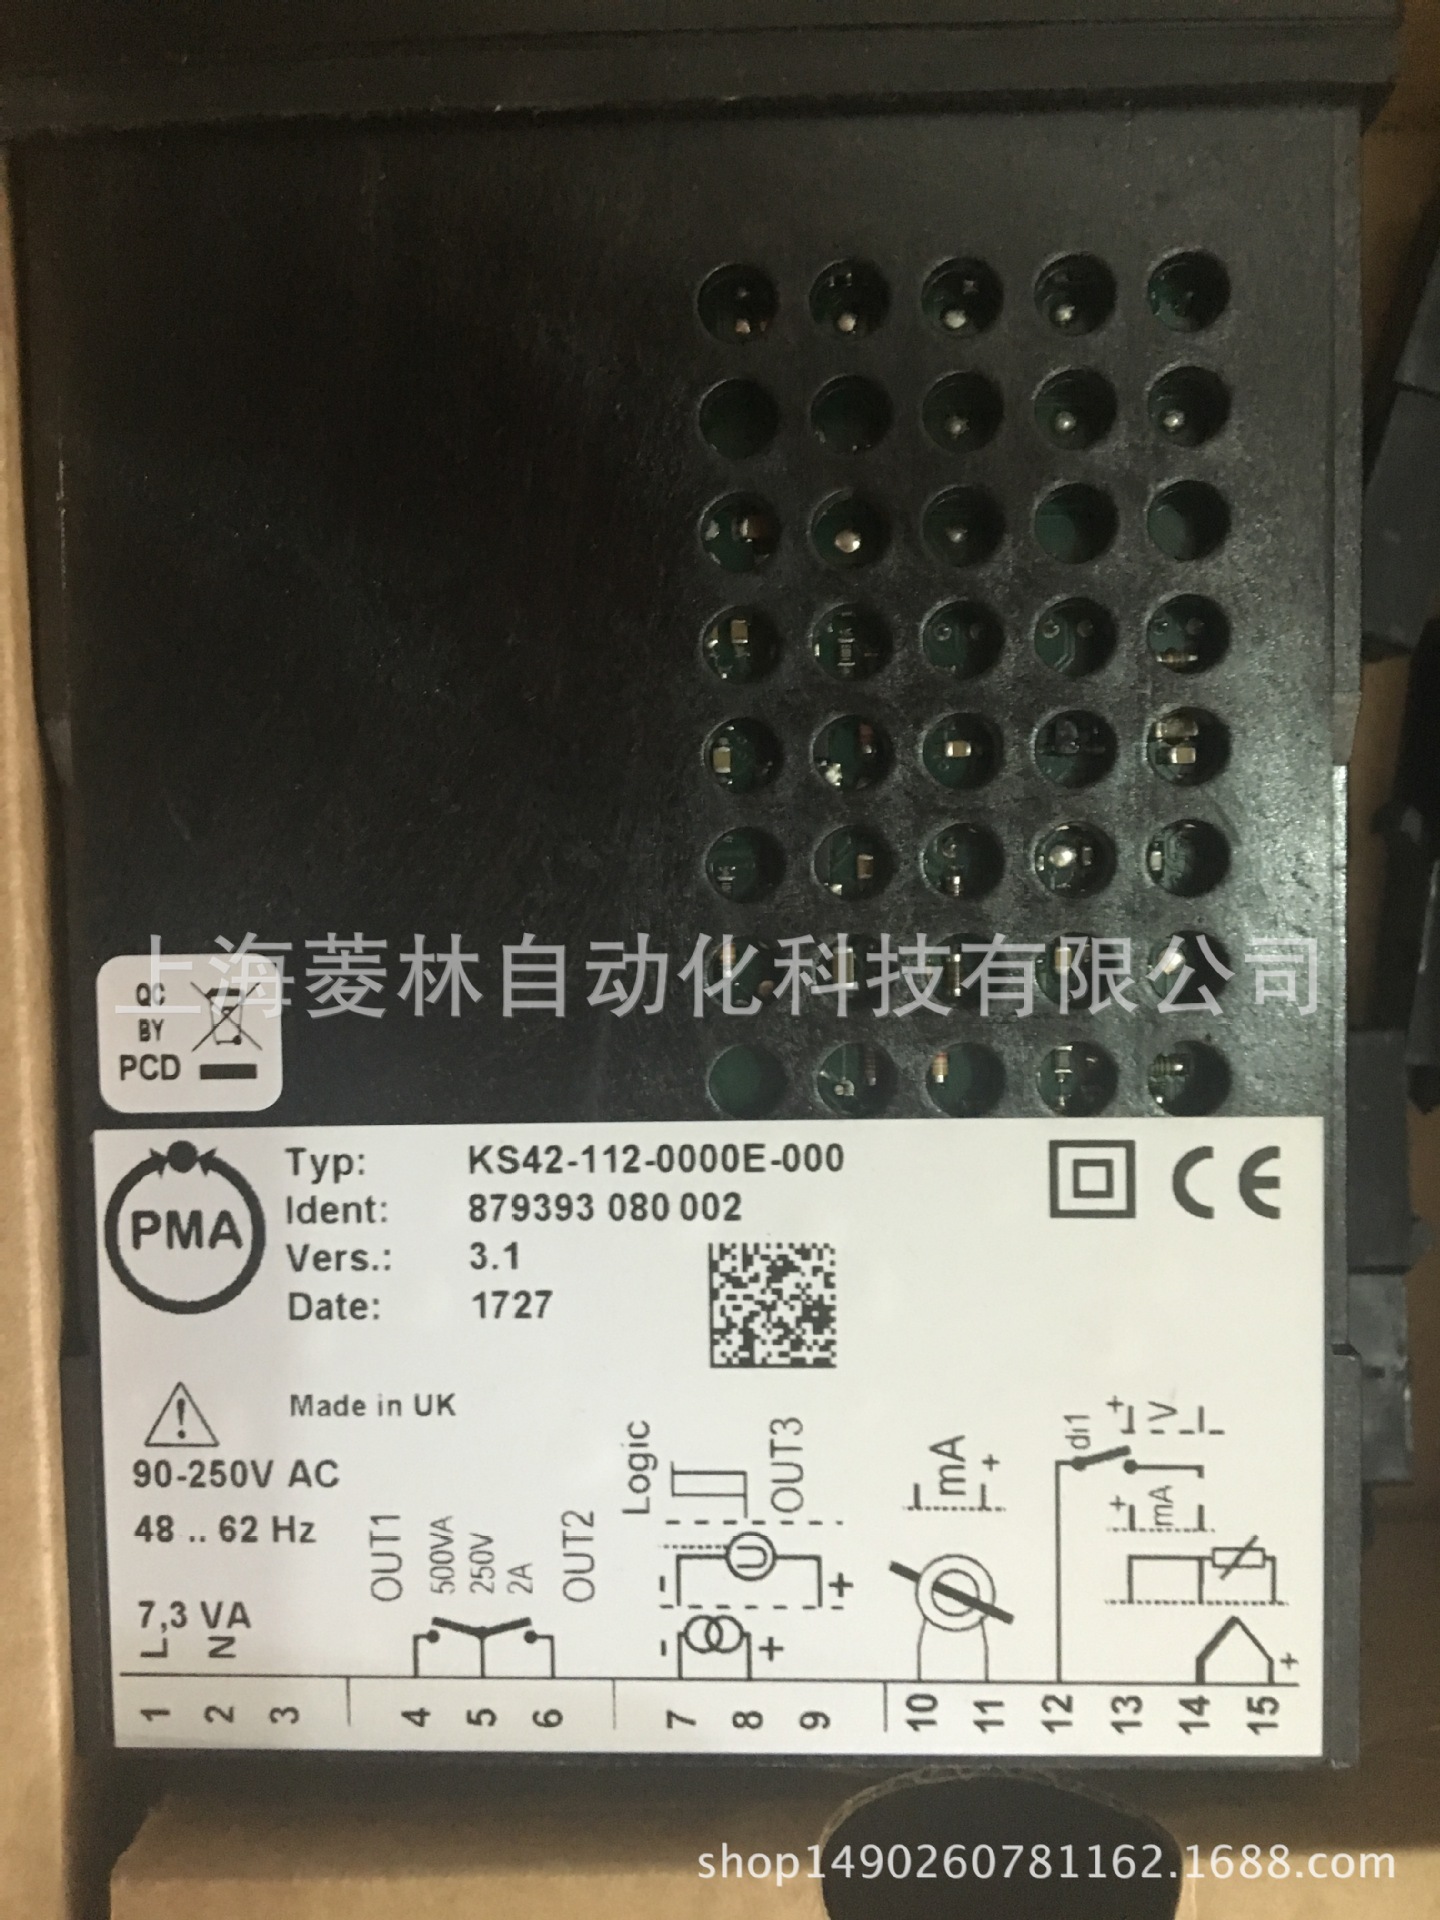 上海菱林自动化科技有限公司
QC
BY
PCD
PMA
Typ: KS42-112-0000E-000
Ident: 879393 080 002
Vers.: 3.1
Date: 1727
CE
Made in UK
90-250V AC
48 .. 62 Hz
7,3 VA
L N
OUT1
500VA
250V
2A
OUT2
Logic
OUT3
U
- +
- +
mA
- +
di1
+ V -
+ mA -
+
1 2 3 4 5 6 7 8 9 10 11 12 13 14 15
shop1490260781162.1688.com